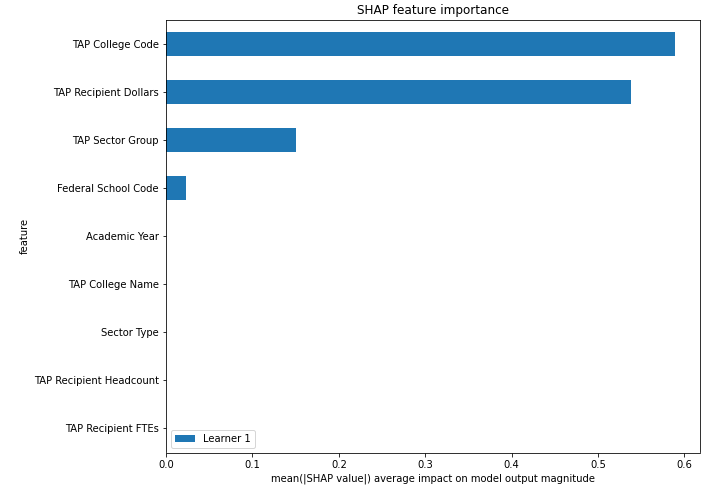 SHAP feature importance
TAP College Code
TAP Recipient Dollars
TAP Sector Group
Federal School Code
Academic Year
TAP College Name
Sector Type
TAP Recipient Headcount
TAP Recipient FTEs
feature
Learner 1
0.0 0.1 0.2 0.3 0.4 0.5 0.6
mean(|SHAP value|) average impact on model output magnitude